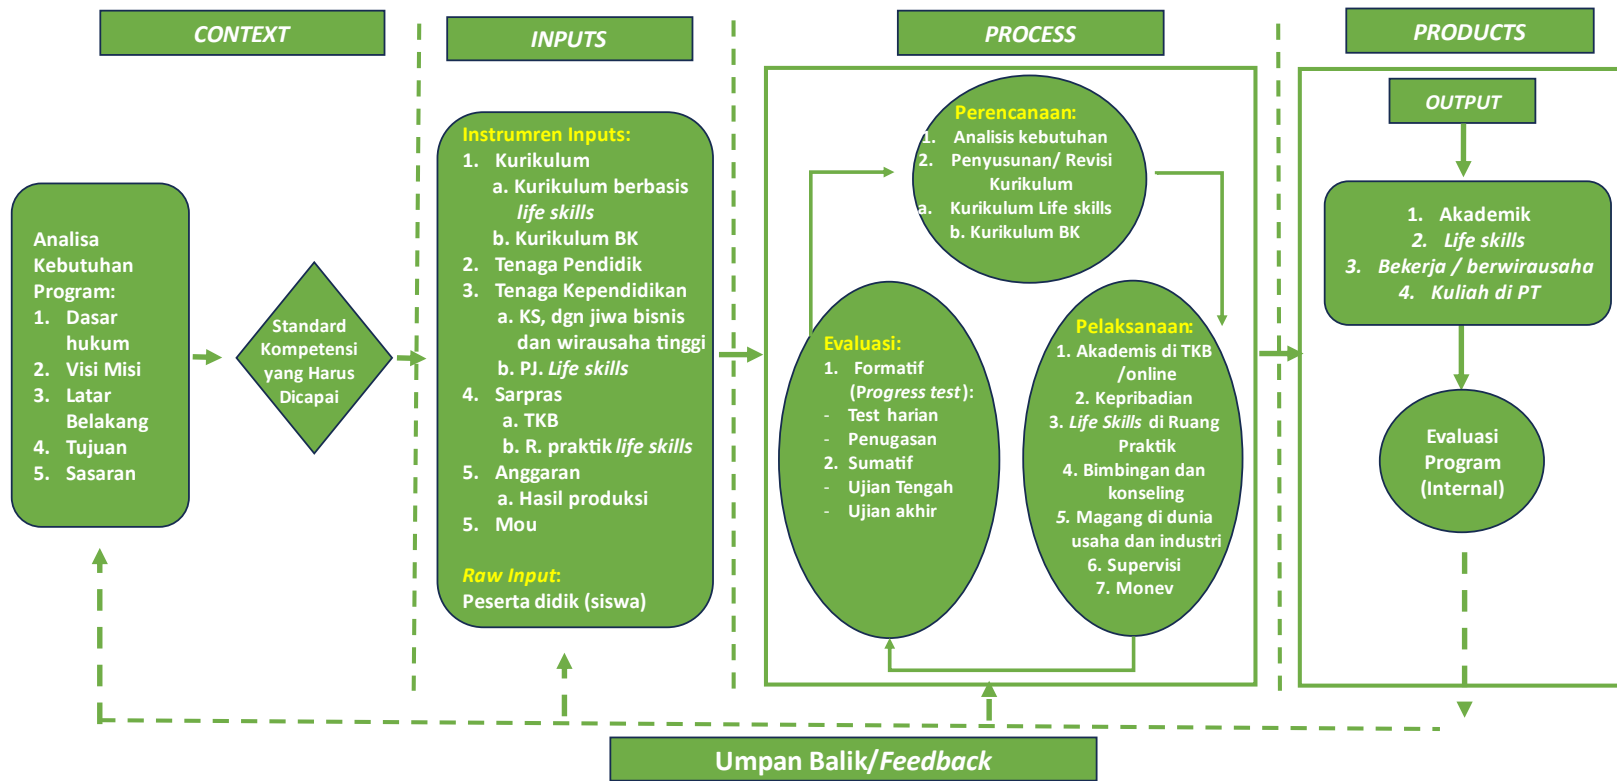 CONTEXT
INPUTS
PROCESS
PRODUCTS
Analisa
Kebutuhan
Program:
1. Dasar
hukum
2. Visi Misi
3. Latar
Belakang
4. Tujuan
5. Sasaran
Standard
Kompetensi
yang Harus
Dicapai
Instrumren Inputs:
1. Kurikulum
a. Kurikulum berbasis
life skills
b. Kurikulum BK
2. Tenaga Pendidik
3. Tenaga Kependidikan
a. KS, dgn jiwa bisnis
dan wirausaha tinggi
b. PJ. Life skills
4. Sarpras
a. TKB
b. R. praktik life skills
5. Anggaran
a. Hasil produksi
5. Mou
Raw Input:
Peserta didik (siswa)
Perencanaan:
1. Analisis kebutuhan
2. Penyusunan/ Revisi
Kurikulum
a. Kurikulum Life skills
b. Kurikulum BK
Pelaksanaan:
1. Akademis di TKB
/online
2. Kepribadian
3. Life Skills di Ruang
Praktik
4. Bimbingan dan
konseling
5. Magang di dunia
usaha dan industri
6. Supervisi
7. Monev
Evaluasi:
1. Formatif
(Progress test):
- Test harian
- Penugasan
2. Sumatif
- Ujian Tengah
- Ujian akhir
OUTPUT
1. Akademik
2. Life skills
3. Bekerja / berwirausaha
4. Kuliah di PT
Evaluasi
Program
(Internal)
Umpan Balik/Feedback